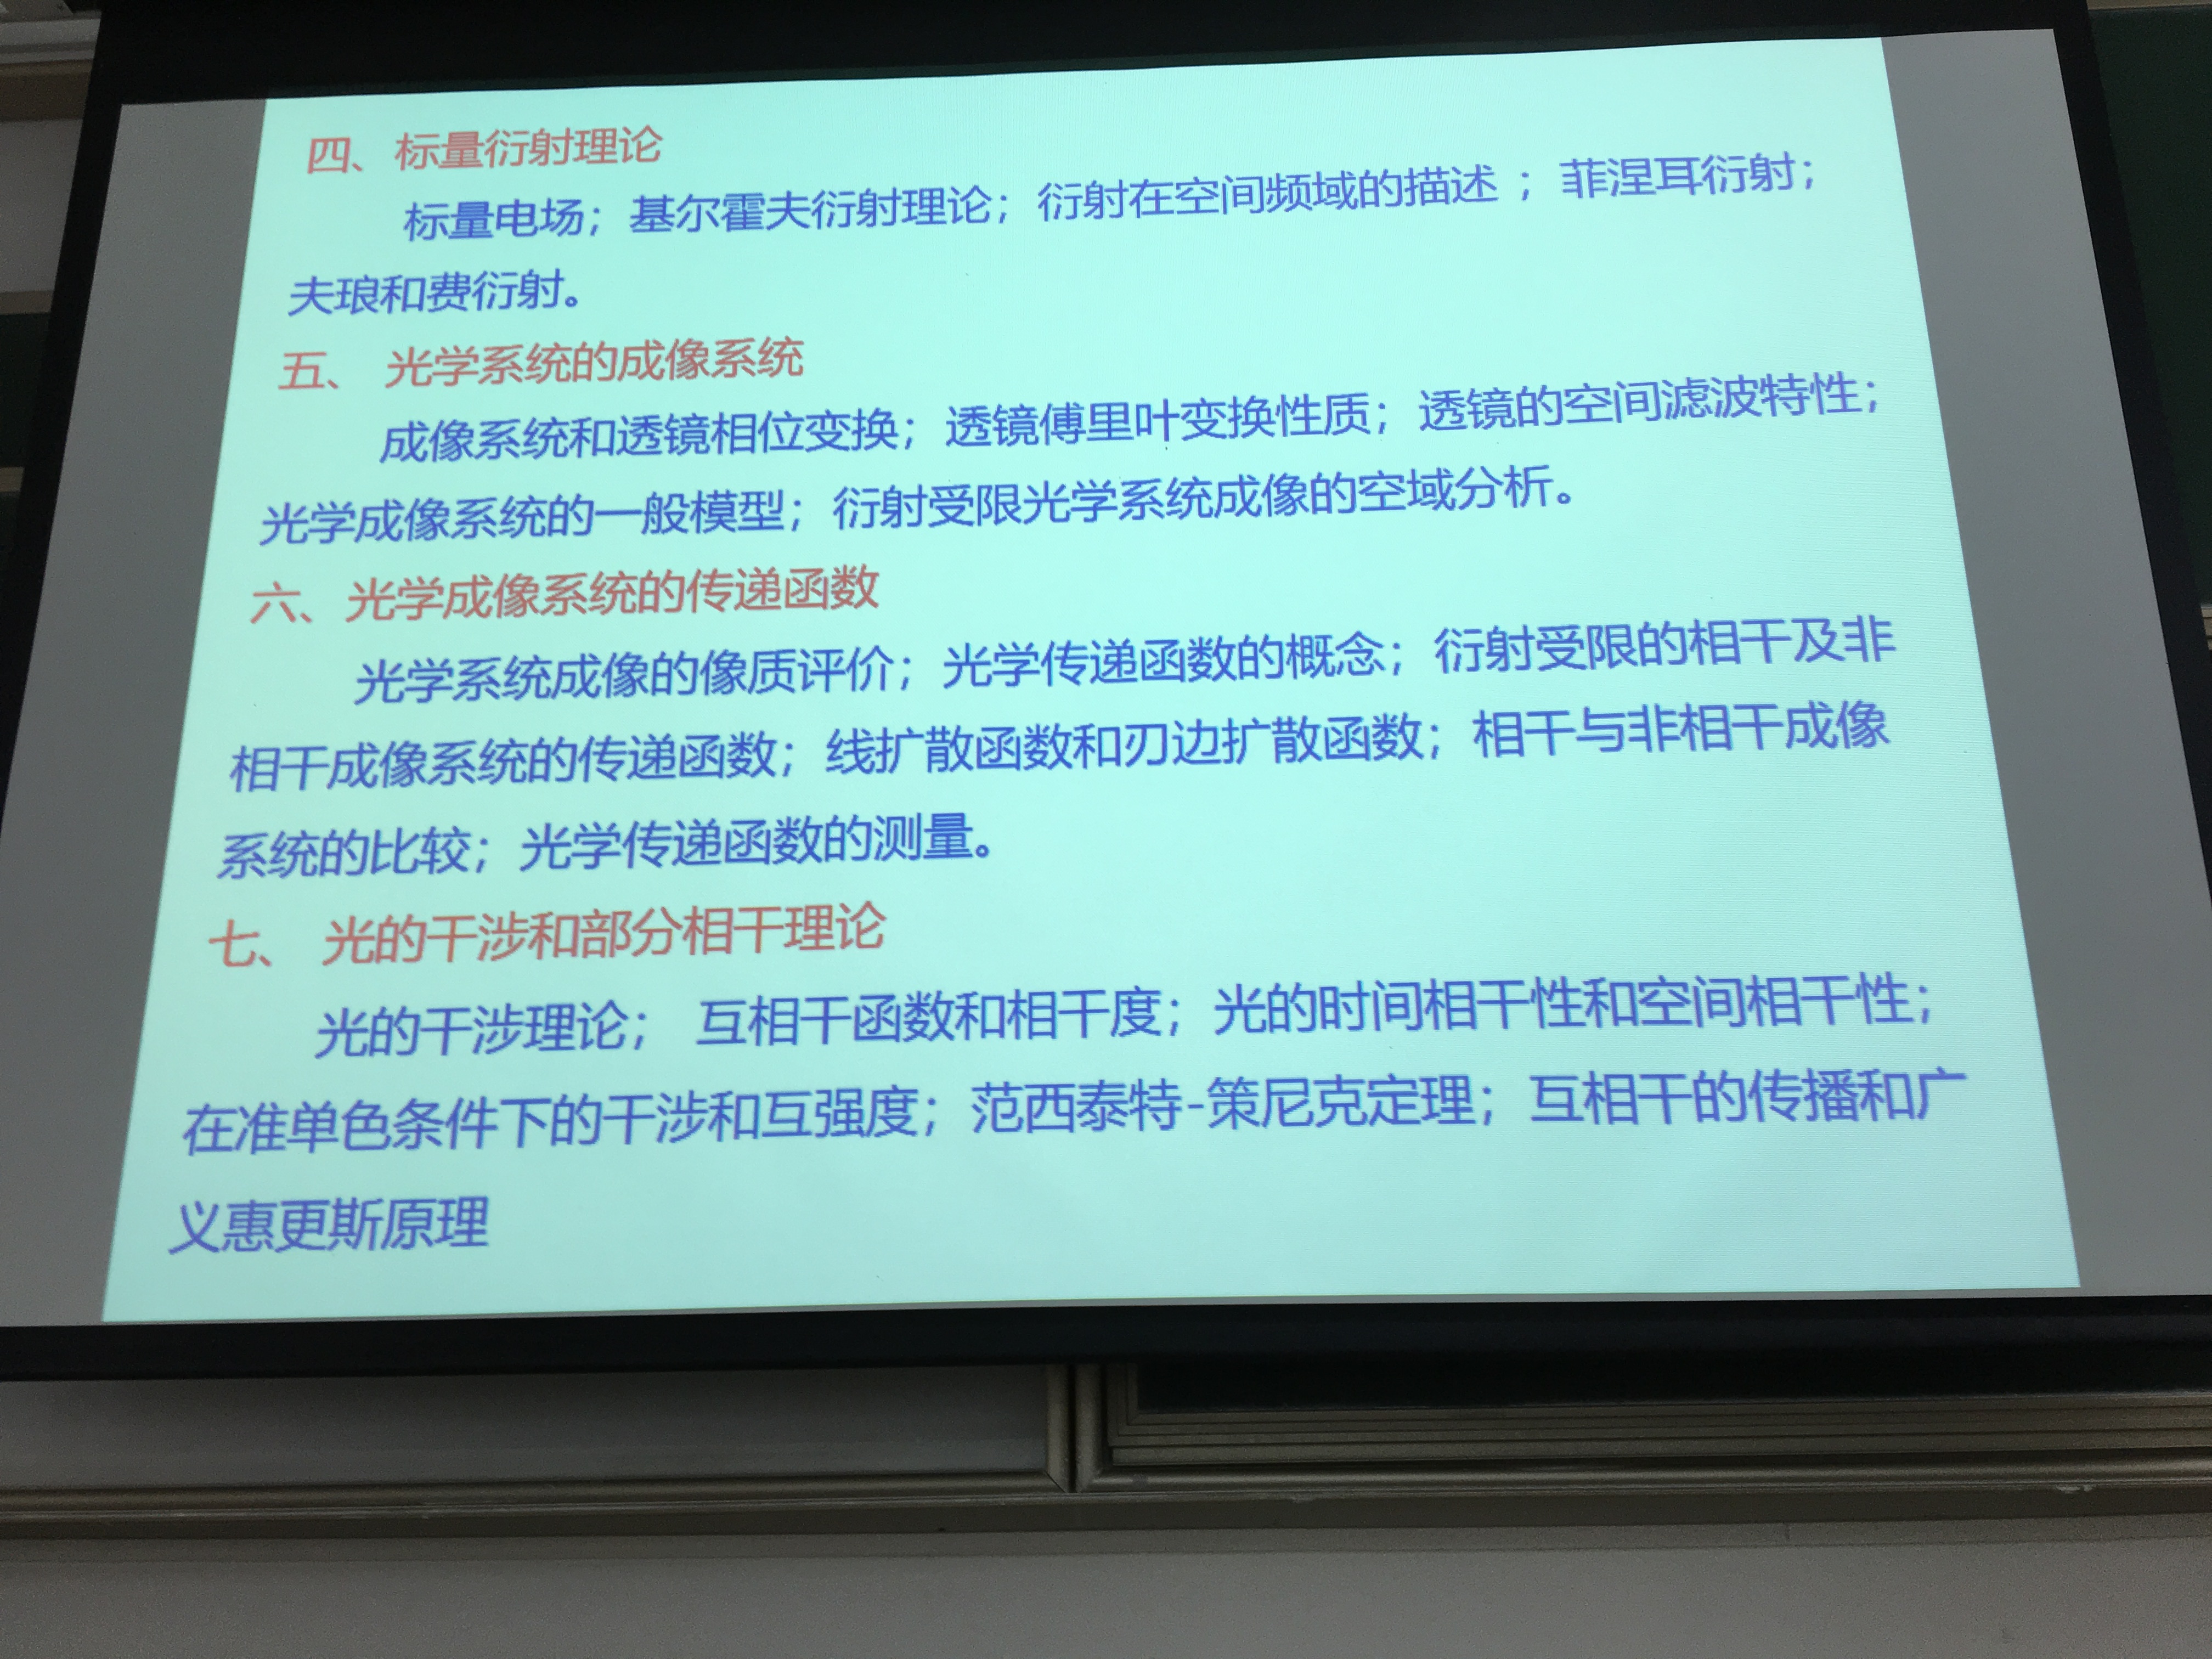 四、标量衍射理论
标量电场；基尔霍夫衍射理论；衍射在空间频域的描述 ；菲涅耳衍射；
夫琅和费衍射。
五、 光学系统的成像系统
成像系统和透镜相位变换；透镜傅里叶变换性质；透镜的空间滤波特性；
光学成像系统的一般模型；衍射受限光学系统成像的空域分析。
六、光学成像系统的传递函数
光学系统成像的像质评价；光学传递函数的概念；衍射受限的相干及非
相干成像系统的传递函数；线扩散函数和刃边扩散函数；相干与非相干成像
系统的比较；光学传递函数的测量。
七、 光的干涉和部分相干理论
光的干涉理论； 互相干函数和相干度；光的时间相干性和空间相干性；
在准单色条件下的干涉和互强度；范西泰特-策尼克定理；互相干的传播和广
义惠更斯原理